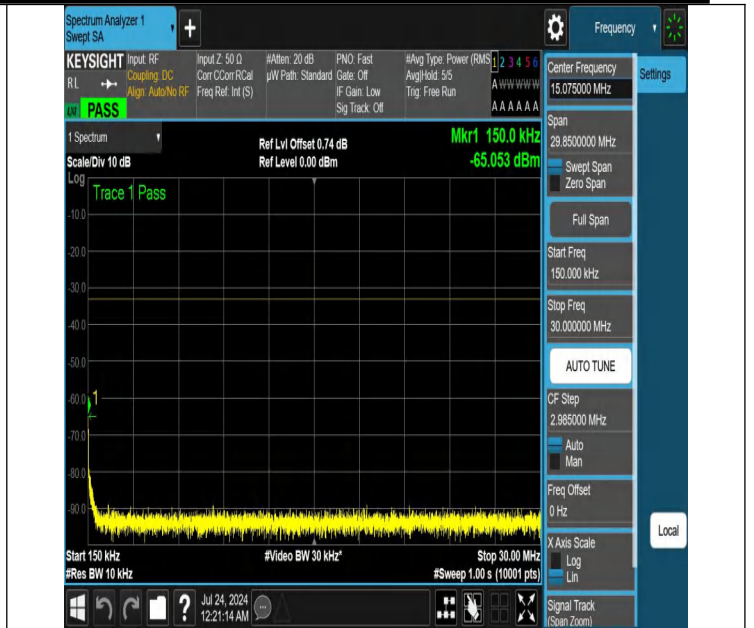 Spectrum Analyzer 1
Swept SA
Frequency
KEYSIGHT
RL
PASS
Input: RF
Coupling: DC
Align: Auto/No RF
Input Z: 50 Ω
Corr CCorr RCal
Freq Ref: Int (S)
#Atten: 20 dB
µW Path: Standard
PNO: Fast
Gate: Off
IF Gain: Low
Sig Track: Off
#Avg Type: Power (RMS
Avg|Hold: 5/5
Trig: Free Run
1 2 3 4 5 6
A W W W W W
A A A A A A
1 Spectrum
Scale/Div 10 dB
Ref Lvl Offset 0.74 dB
Ref Level 0.00 dBm
Mkr1 150.0 kHz
-65.053 dBm
Log
Trace 1 Pass
-10.0
-20.0
-30.0
-40.0
-50.0
-60.0
-70.0
-80.0
-90.0
1
Start 150 kHz
#Res BW 10 kHz
#Video BW 30 kHz*
Stop 30.00 MHz
#Sweep 1.00 s (10001 pts)
Jul 24, 2024
12:21:14 AM
Center Frequency
15.075000 MHz
Settings
Span
29.8500000 MHz
Swept Span
Zero Span
Full Span
Start Freq
150.000 kHz
Stop Freq
30.000000 MHz
AUTO TUNE
CF Step
2.985000 MHz
Auto
Man
Freq Offset
0 Hz
X Axis Scale
Log
Lin
Local
Signal Track
(Span Zoom)